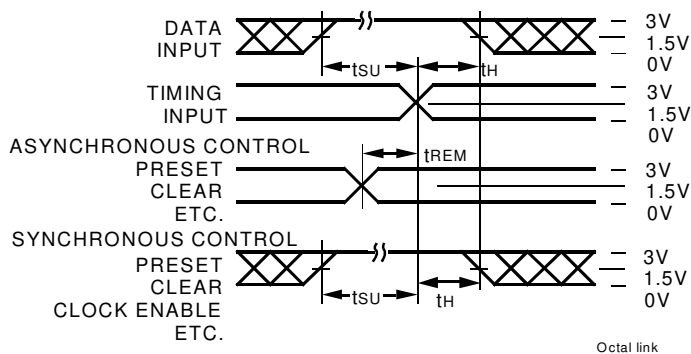 DATA
INPUT
tSU
tH
3V
1.5V
0V
TIMING
INPUT
3V
1.5V
0V
ASYNCHRONOUS CONTROL
PRESET
CLEAR
ETC.
tREM
3V
1.5V
0V
SYNCHRONOUS CONTROL
PRESET
CLEAR
CLOCK ENABLE
ETC.
tSU
tH
3V
1.5V
0V
Octal link